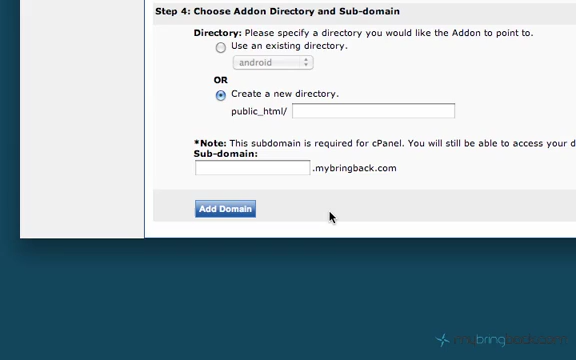 Step 4: Choose Addon Directory and Sub-domain
Directory: Please specify a directory you would like the Addon to point to.
Use an existing directory.
android
OR
Create a new directory.
public_html/
*Note: This subdomain is required for cPanel. You will still be able to access your d
Sub-domain:
.mybringback.com
Add Domain
mybringback.com